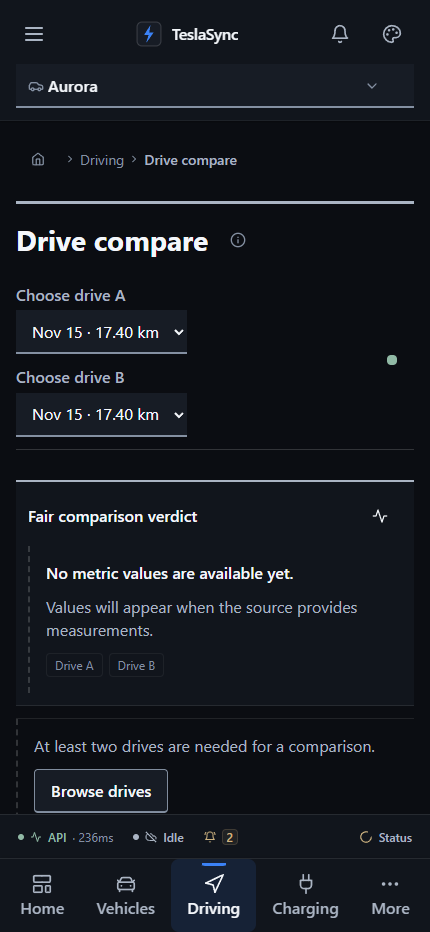 TeslaSync
Aurora
Driving
Drive compare
Drive compare
Choose drive A
Nov 15 · 17.40 km
Choose drive B
Nov 15 · 17.40 km
Fair comparison verdict
No metric values are available yet.
Values will appear when the source provides
measurements.
Drive A Drive B
At least two drives are needed for a comparison.
Browse drives
API · 236ms Idle 2 Status
Home Vehicles Driving Charging More